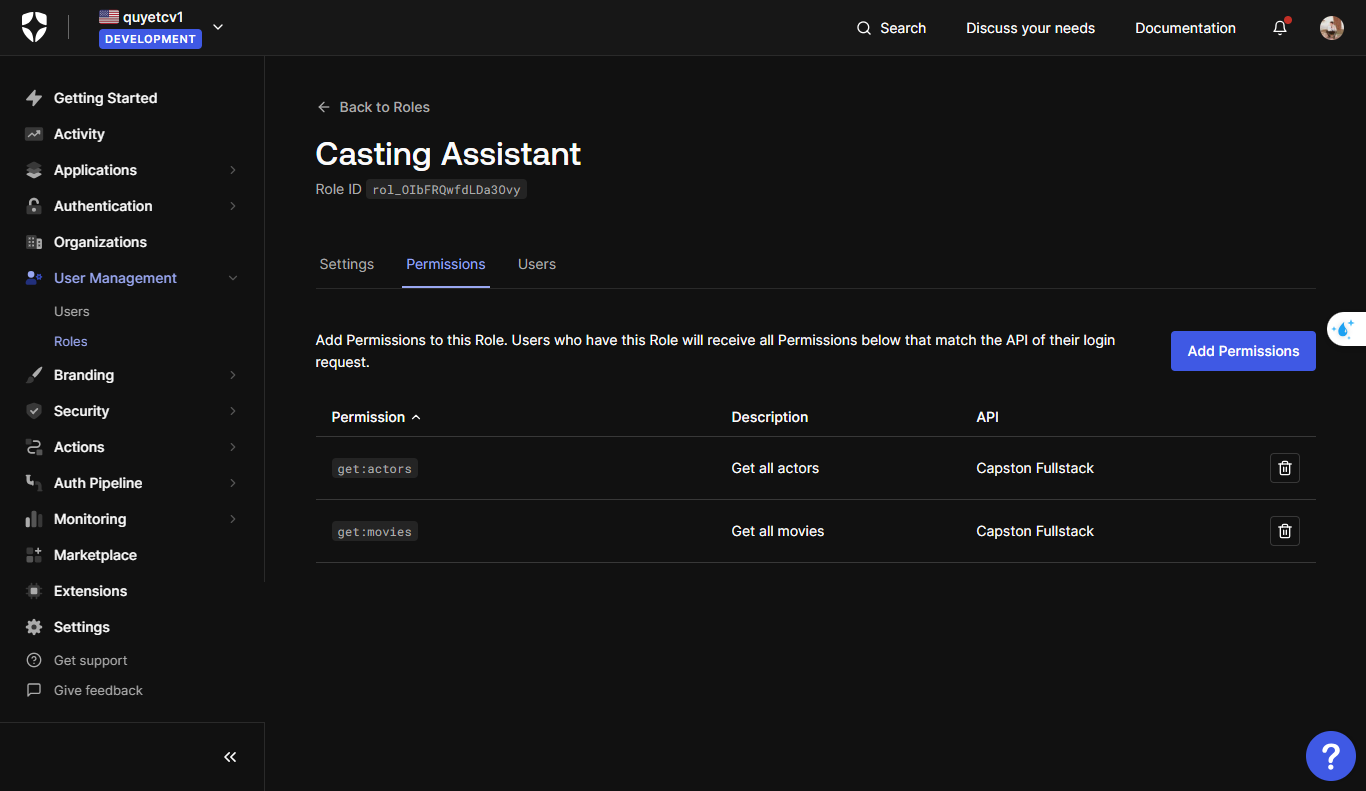 quyetcv1
DEVELOPMENT
Search
Discuss your needs
Documentation
Getting Started
Activity
Applications
Authentication
Organizations
User Management
Users
Roles
Branding
Security
Actions
Auth Pipeline
Monitoring
Marketplace
Extensions
Settings
Get support
Give feedback
Back to Roles
Casting Assistant
Role ID rol_OIbFRQwfdLDa3Ovy
Settings Permissions Users
Add Permissions to this Role. Users who have this Role will receive all Permissions below that match the API of their login
request.
Add Permissions
Permission Description API
get:actors Get all actors Capston Fullstack
get:movies Get all movies Capston Fullstack
?